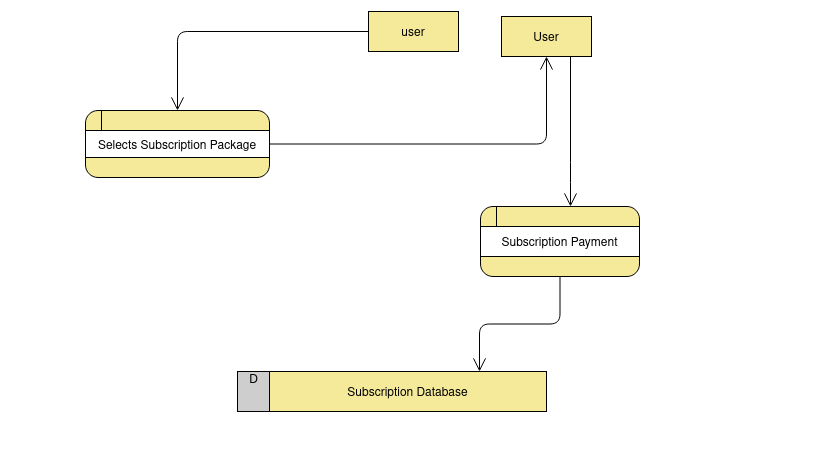 user
User
Selects Subscription Package
Subscription Payment
D
Subscription Database